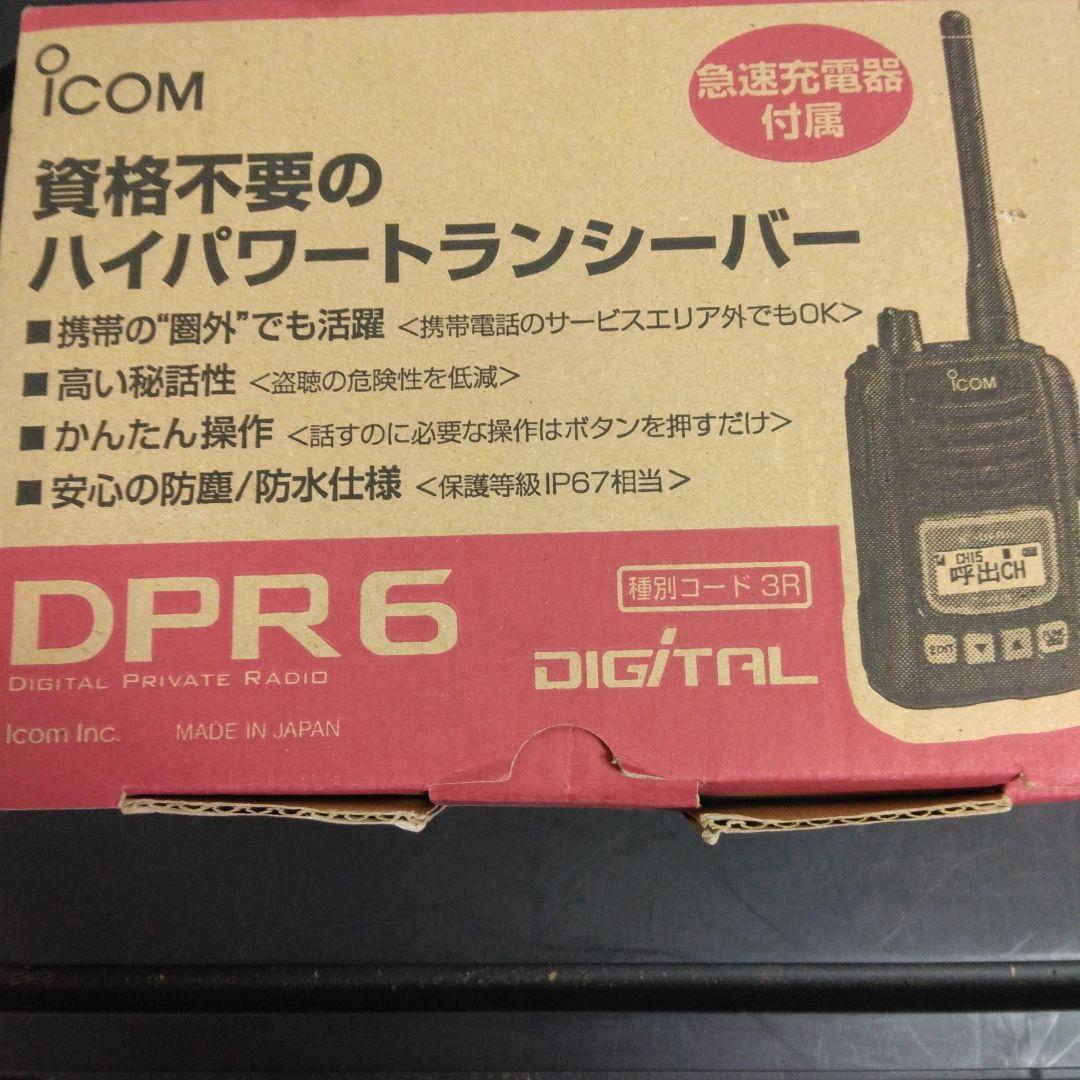 iCOM
急速充電器
付属
資格不要の
ハイパワートランシーバー
■携帯の"圏外"でも活躍 <携帯電話のサービスエリア外でもOK>
■高い秘話性 <盗聴の危険性を低減>
■かんたん操作 <話すのに必要な操作はボタンを押すだけ>
■安心の防塵/防水仕様 <保護等級IP67相当>
iCOM
CH15
呼出CH
DPR6
DIGITAL PRIVATE RADIO
種別コード 3R
DIGITAL
Icom Inc. MADE IN JAPAN